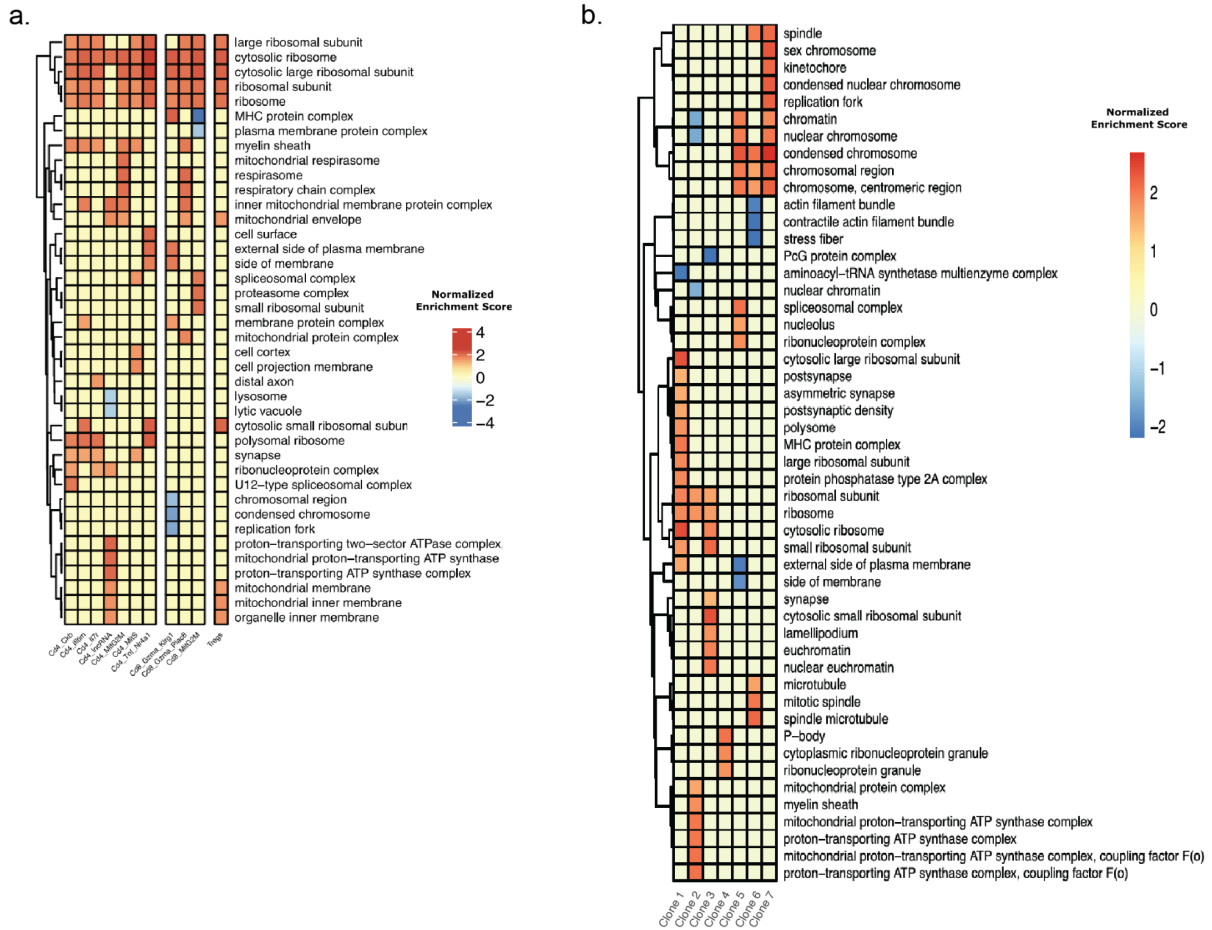 a.
large ribosomal subunit
cytosolic ribosome
cytosolic large ribosomal subunit
ribosomal subunit
ribosome
MHC protein complex
plasma membrane protein complex
myelin sheath
mitochondrial respirasome
respirasome
respiratory chain complex
inner mitochondrial membrane protein complex
mitochondrial envelope
cell surface
external side of plasma membrane
side of membrane
spliceosomal complex
proteasome complex
small ribosomal subunit
membrane protein complex
mitochondrial protein complex
cell cortex
cell projection membrane
distal axon
lysosome
lytic vacuole
cytosolic small ribosomal subun
polysomal ribosome
synapse
ribonucleoprotein complex
U12−type spliceosomal complex
chromosomal region
condensed chromosome
replication fork
proton−transporting two−sector ATPase complex
mitochondrial proton−transporting ATP synthase
proton−transporting ATP synthase complex
mitochondrial membrane
mitochondrial inner membrane
organelle inner membrane
Normalized
Enrichment Score
4
2
0
−2
−4
Cd4_Ckb
Cd4_Ifitm
Cd4_Il7r
Cd4_lncRNA
Cd4_MitG2M
Cd4_MitS
Cd4_Tnf_Nr4a1
Cd8_Gzma_Klrg1
Cd8_Gzma_Plac8
Cd8_MitG2M
Tregs
b.
spindle
sex chromosome
kinetochore
condensed nuclear chromosome
replication fork
chromatin
nuclear chromosome
condensed chromosome
chromosomal region
chromosome, centromeric region
actin filament bundle
contractile actin filament bundle
stress fiber
PcG protein complex
aminoacyl−tRNA synthetase multienzyme complex
nuclear chromatin
spliceosomal complex
nucleolus
ribonucleoprotein complex
cytosolic large ribosomal subunit
postsynapse
asymmetric synapse
postsynaptic density
polysome
MHC protein complex
large ribosomal subunit
protein phosphatase type 2A complex
ribosomal subunit
ribosome
cytosolic ribosome
small ribosomal subunit
external side of plasma membrane
side of membrane
synapse
cytosolic small ribosomal subunit
lamellipodium
euchromatin
nuclear euchromatin
microtubule
mitotic spindle
spindle microtubule
P−body
cytoplasmic ribonucleoprotein granule
ribonucleoprotein granule
mitochondrial protein complex
myelin sheath
mitochondrial proton−transporting ATP synthase complex
proton−transporting ATP synthase complex
mitochondrial proton−transporting ATP synthase complex, coupling factor F(o)
proton−transporting ATP synthase complex, coupling factor F(o)
Normalized
Enrichment Score
2
1
0
−1
−2
Clone 1
Clone 2
Clone 3
Clone 4
Clone 5
Clone 6
Clone 7